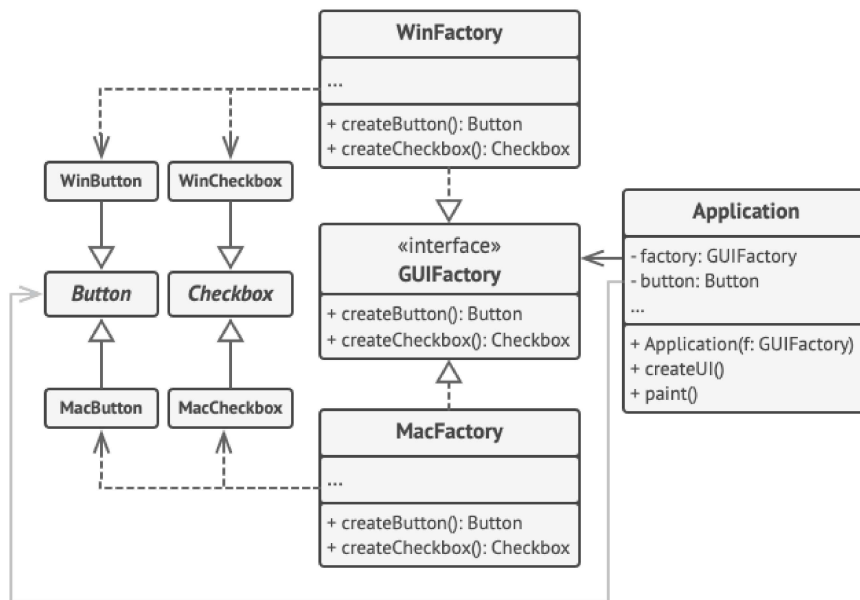 WinFactory
...
+ createButton(): Button
+ createCheckbox(): Checkbox
WinButton
WinCheckbox
Button
Checkbox
MacButton
MacCheckbox
«interface»
GUIFactory
+ createButton(): Button
+ createCheckbox(): Checkbox
Application
- factory: GUIFactory
- button: Button
...
+ Application(f: GUIFactory)
+ createUI()
+ paint()
MacFactory
...
+ createButton(): Button
+ createCheckbox(): Checkbox